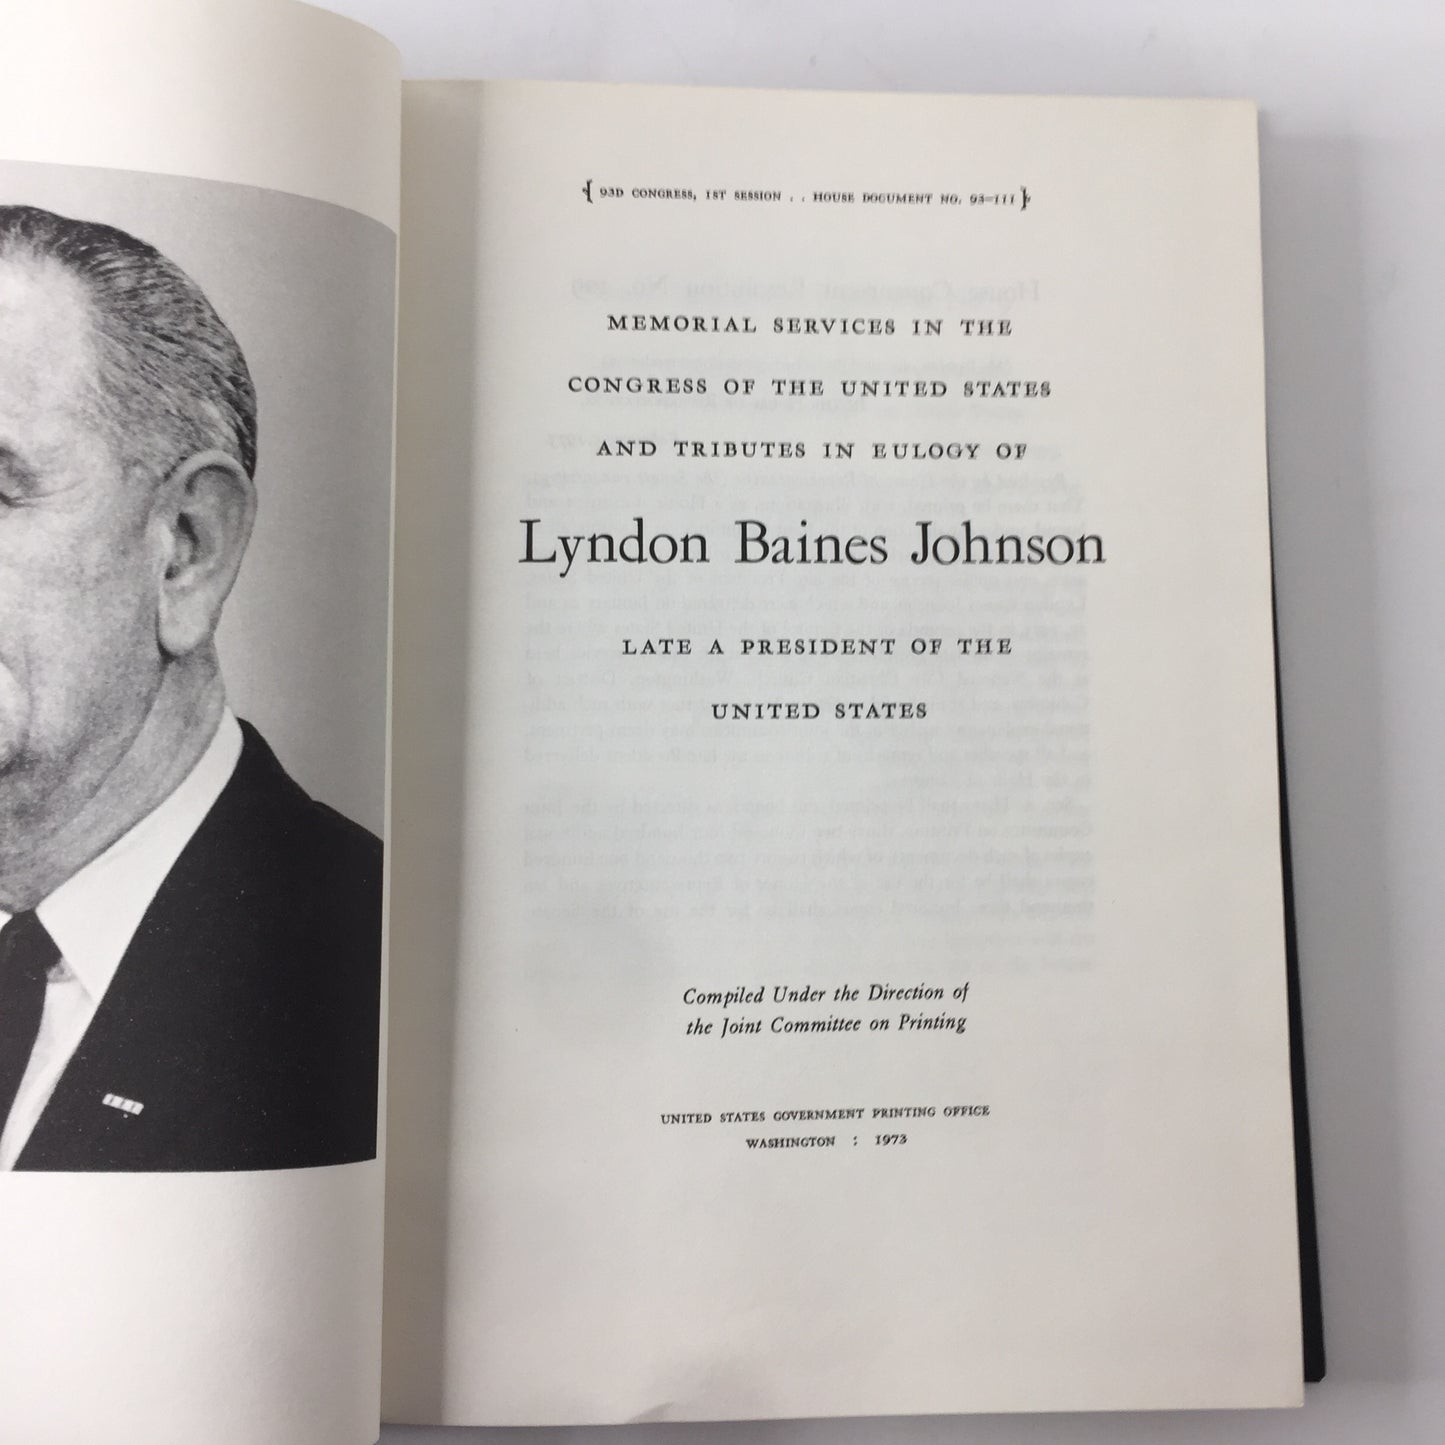 { 93D CONGRESS, 1ST SESSION . . HOUSE DOCUMENT NO. 93-111 }
MEMORIAL SERVICES IN THE
CONGRESS OF THE UNITED STATES
AND TRIBUTES IN EULOGY OF
Lyndon Baines Johnson
LATE A PRESIDENT OF THE
UNITED STATES
Compiled Under the Direction of
the Joint Committee on Printing
UNITED STATES GOVERNMENT PRINTING OFFICE
WASHINGTON : 1973